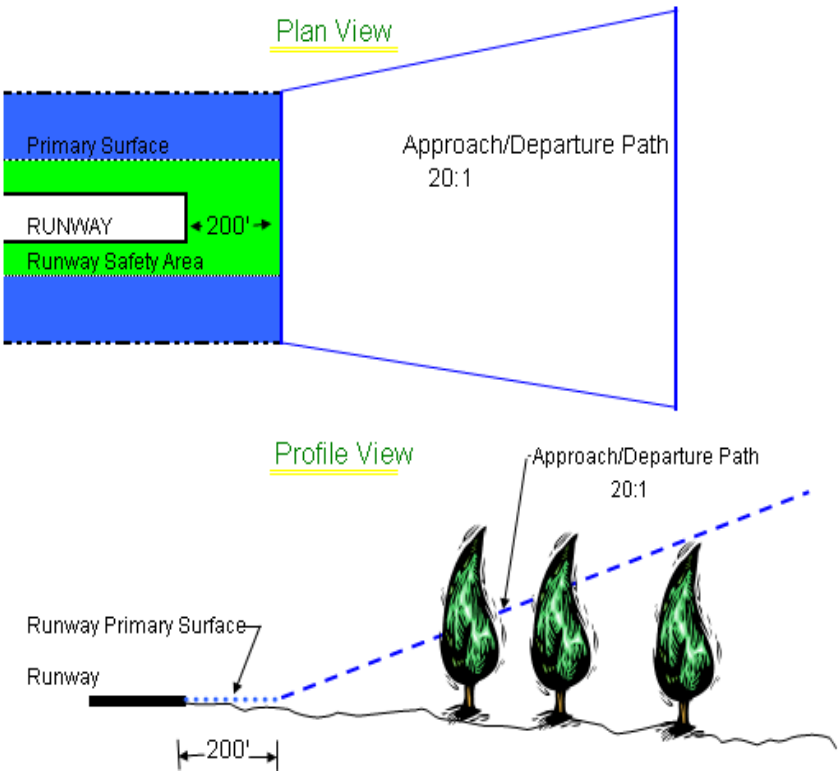 Plan View
Primary Surface
Approach/Departure Path
20:1
RUNWAY
200'
Runway Safety Area
Profile View
Approach/Departure Path
20:1
Runway Primary Surface
Runway
200'